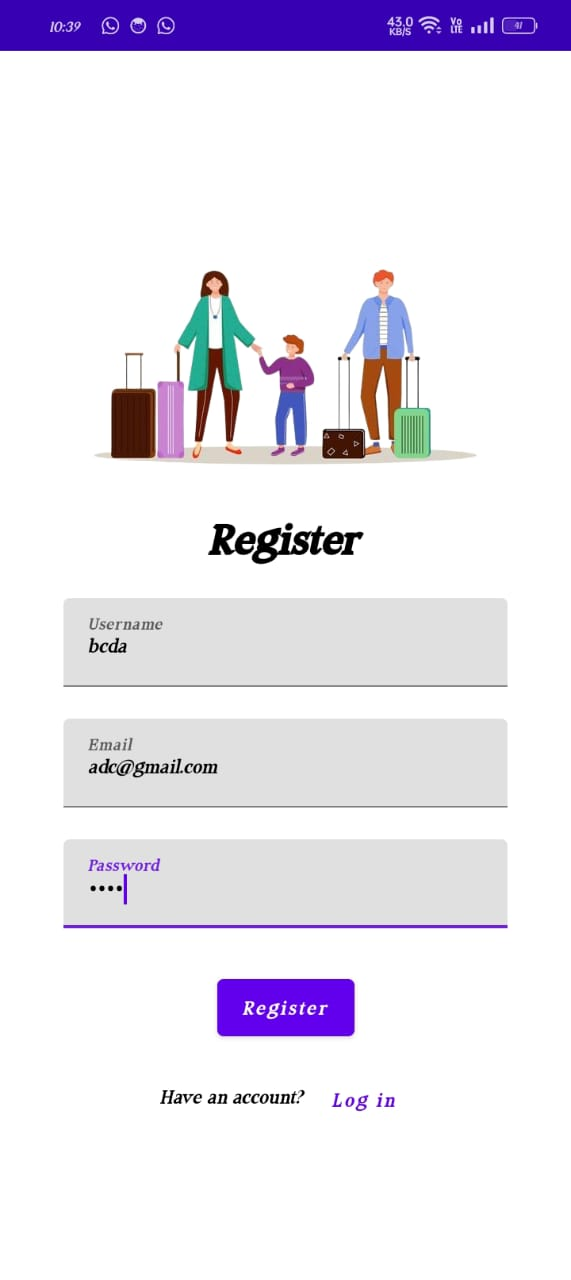 10:39
43.0 KB/S Vo LTE 41
Register
Username
bcda
Email
adc@gmail.com
Password
••••
Register
Have an account? Log in